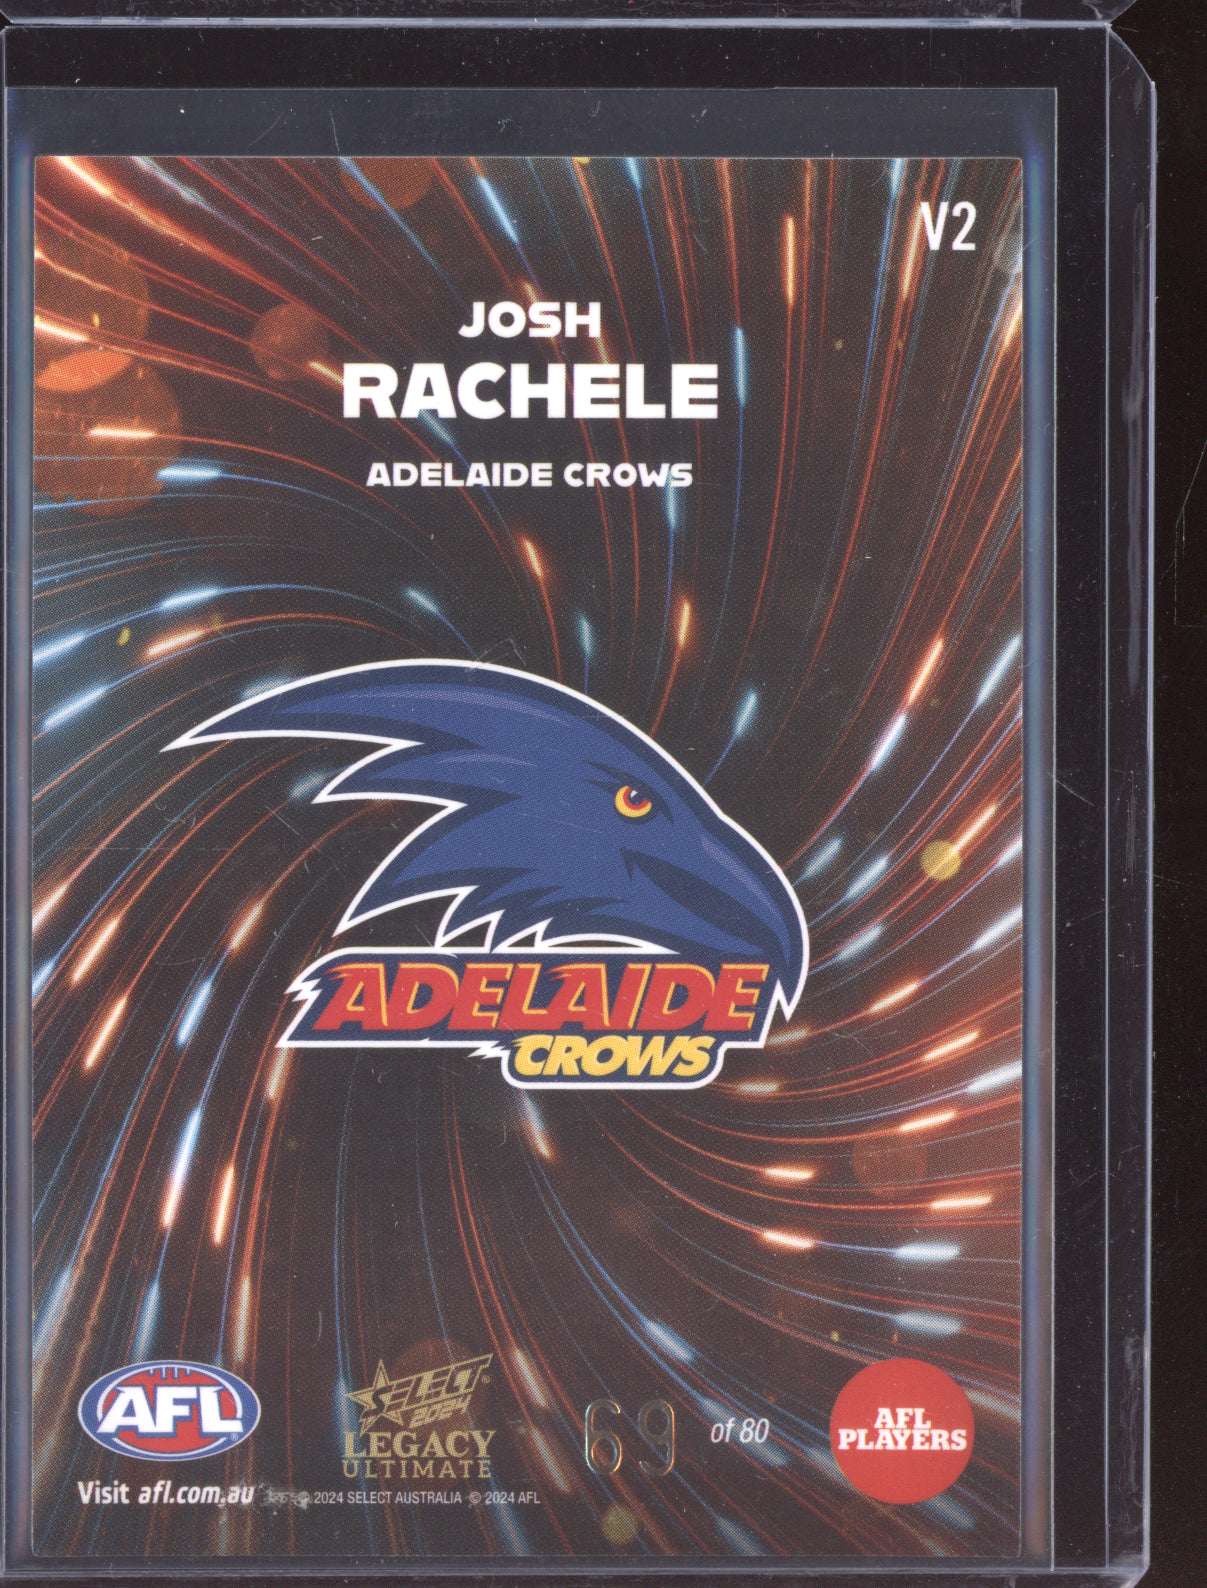 V2
JOSH
RACHELE
ADELAIDE CROWS
ADELAIDE
CROWS
AFL
®
SELECT
2024
LEGACY
ULTIMATE
69 of 80
AFL
PLAYERS
Visit afl.com.au
© 2024 SELECT AUSTRALIA © 2024 AFL